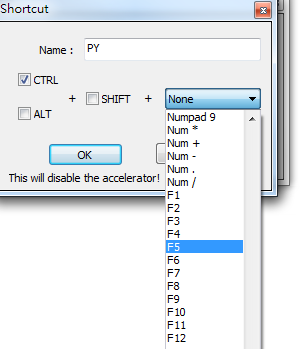 Shortcut
Name : PY
CTRL
+ SHIFT + None
ALT
OK
This will disable the accelerator!
Numpad 9
Num *
Num +
Num -
Num .
Num /
F1
F2
F3
F4
F5
F6
F7
F8
F9
F10
F11
F12